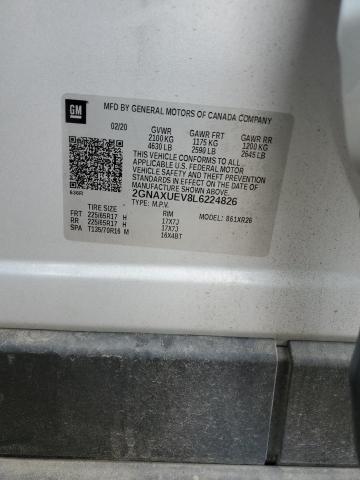 GM
MFD BY GENERAL MOTORS OF CANADA COMPANY
02/20 GVWR GAWR FRT GAWR RR
2100 KG 1175 KG 1200 KG
4630 LB 2590 LB 2645 LB
THIS VEHICLE CONFORMS TO ALL
APPLICABLE U.S. FEDERAL MOTOR
VEHICLE SAFETY, BUMPER, AND THEFT
PREVENTION STANDARDS IN EFFECT ON THE DATE OF
MANUFACTURE SHOWN ABOVE.
2GNAXUEV8L6224826
TYPE: M.P.V.
TIRE SIZE RIM MODEL: 861XR26
FRT 225/65R17 H 17X7J
RR 225/65R17 H 17X7J
SPA T135/70R16 M 16X4BT